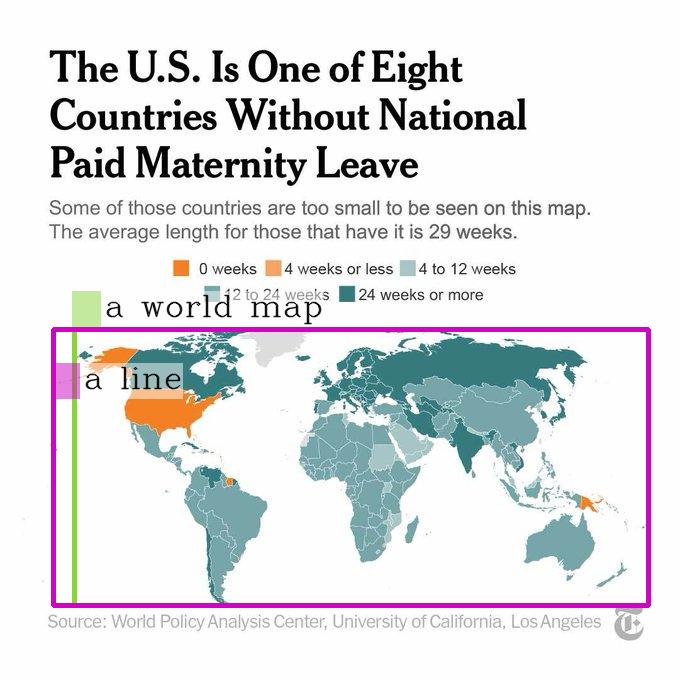 The U.S. Is One of Eight
Countries Without National
Paid Maternity Leave
Some of those countries are too small to be seen on this map.
The average length for those that have it is 29 weeks.
0 weeks 4 weeks or less 4 to 12 weeks
12 to 24 weeks 24 weeks or more
a world map
a line
Source: World Policy Analysis Center, University of California, Los Angeles